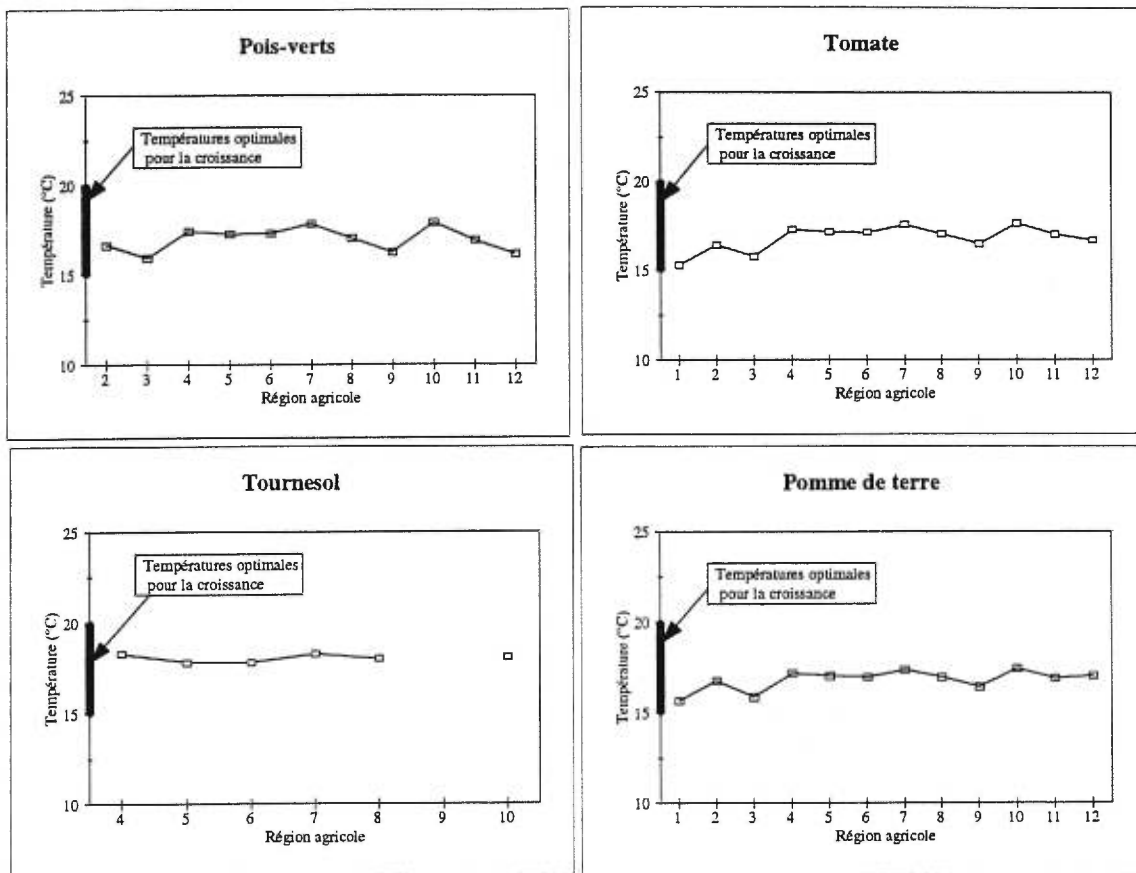 Pois-verts
25
20
15
10
Température (°C)
Températures optimales
pour la croissance
2 3 4 5 6 7 8 9 10 11 12
Région agricole
Tomate
25
20
15
10
Température (°C)
Températures optimales
pour la croissance
1 2 3 4 5 6 7 8 9 10 11 12
Région agricole
Tournesol
25
20
15
10
Température (°C)
Températures optimales
pour la croissance
4 5 6 7 8 9 10
Région agricole
Pomme de terre
25
20
15
10
Température (°C)
Températures optimales
pour la croissance
1 2 3 4 5 6 7 8 9 10 11 12
Région agricole